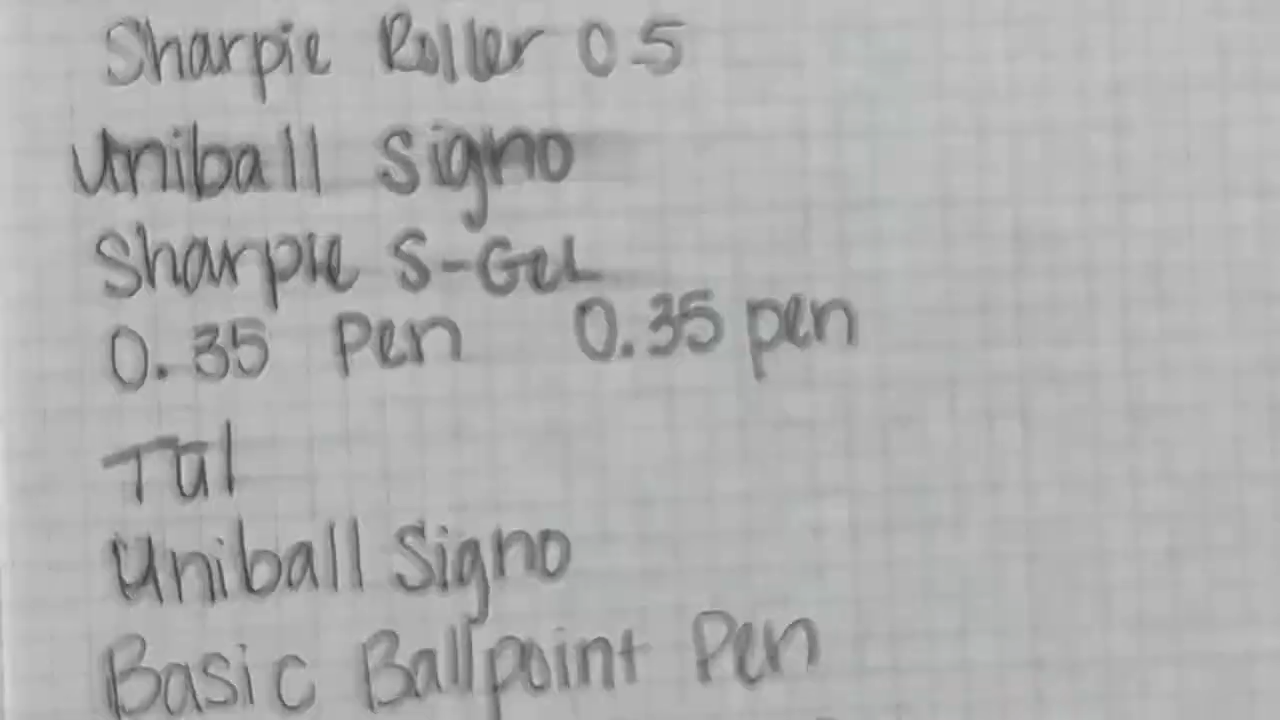 Sharpie Roller 0.5
Uniball Signo
Sharpie S-Gel
0.35 Pen 0.35 pen
Tul
Uniball Signo
Basic Ballpoint Pen